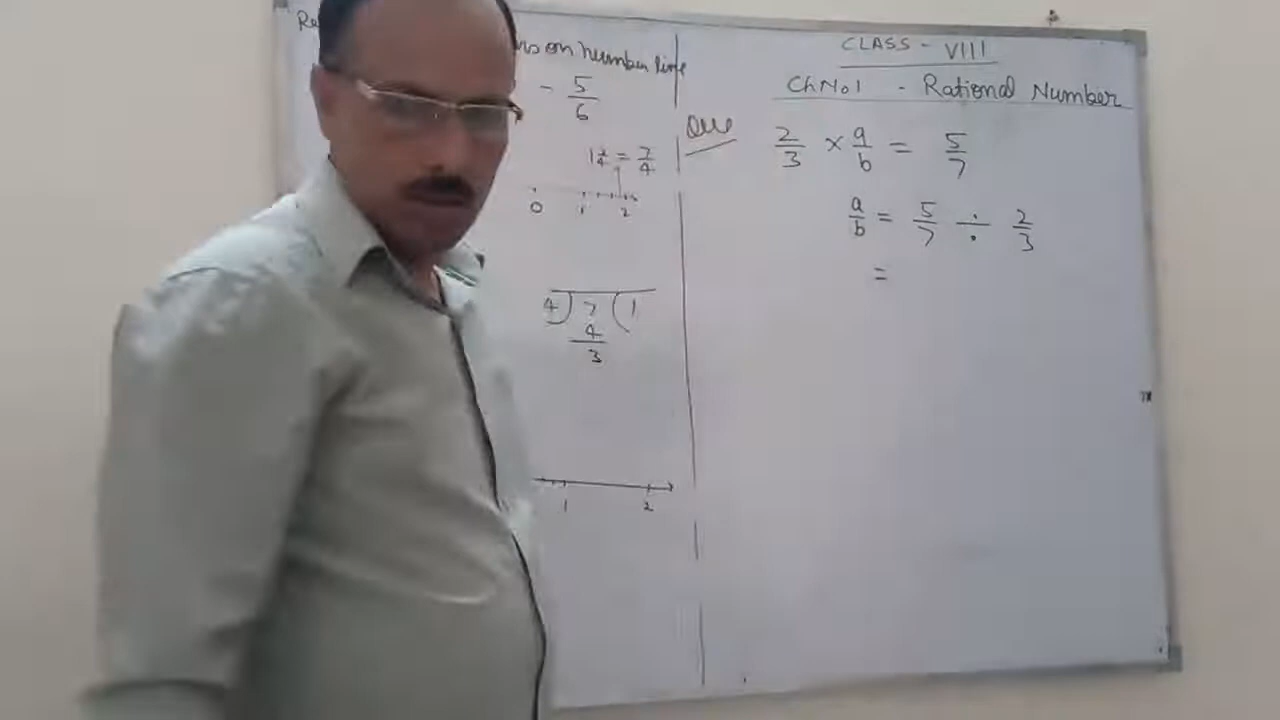 on number line
- 5/6
1 3/4 = 7/4
0 1 2
4) 7 (1
4
3
1 2
CLASS - VIII
Ch No 1 - Rational Number
Que 2/3 × a/b = 5/7
a/b = 5/7 ÷ 2/3
=